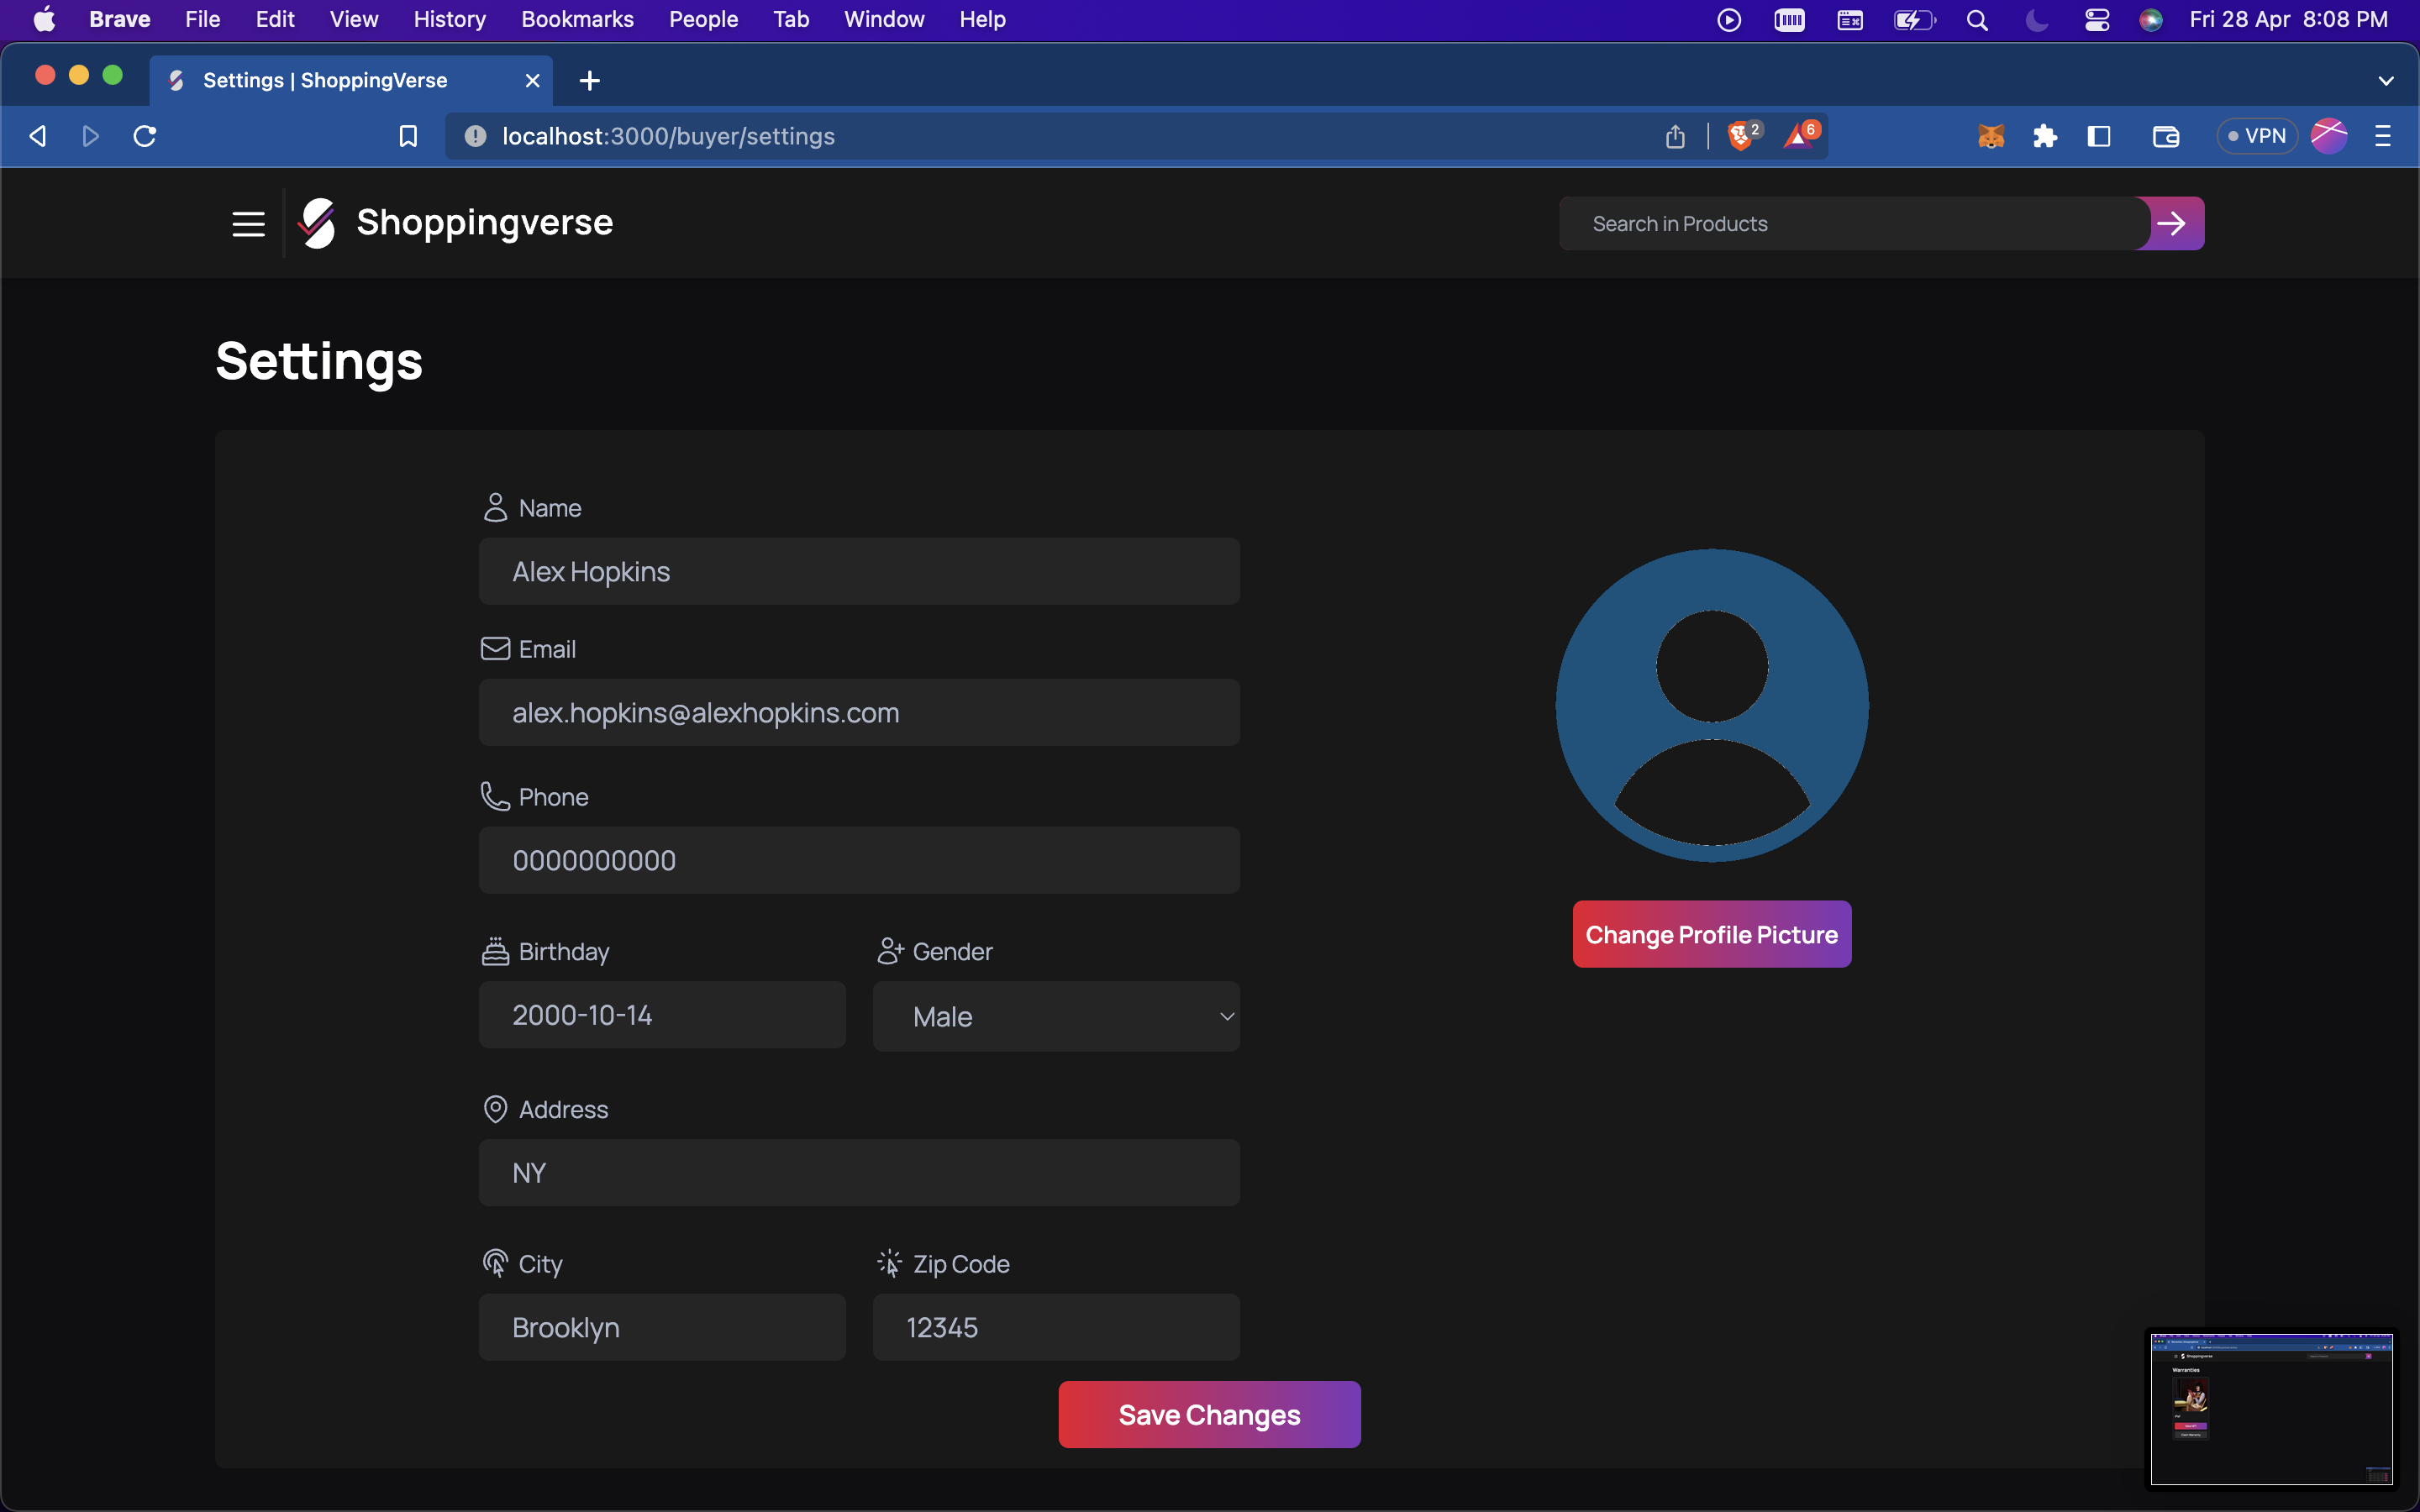 Brave File Edit View History Bookmarks People Tab Window Help Fri 28 Apr 8:08 PM
Settings | ShoppingVerse
localhost:3000/buyer/settings 2 6 VPN
Shoppingverse Search in Products
Settings
Name
Alex Hopkins
Email
alex.hopkins@alexhopkins.com
Phone
0000000000
Change Profile Picture
Birthday Gender
2000-10-14 Male
Address
NY
City Zip Code
Brooklyn 12345
Save Changes
Shoppingverse
Warranties